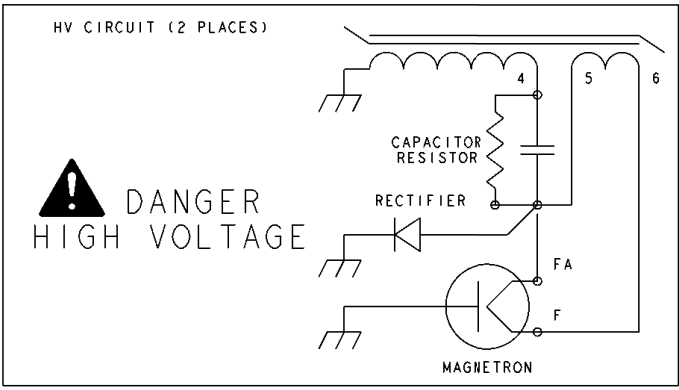 HV CIRCUIT (2 PLACES)
4
5
6
CAPACITOR
RESISTOR
RECTIFIER
!
DANGER
HIGH VOLTAGE
FA
F
MAGNETRON